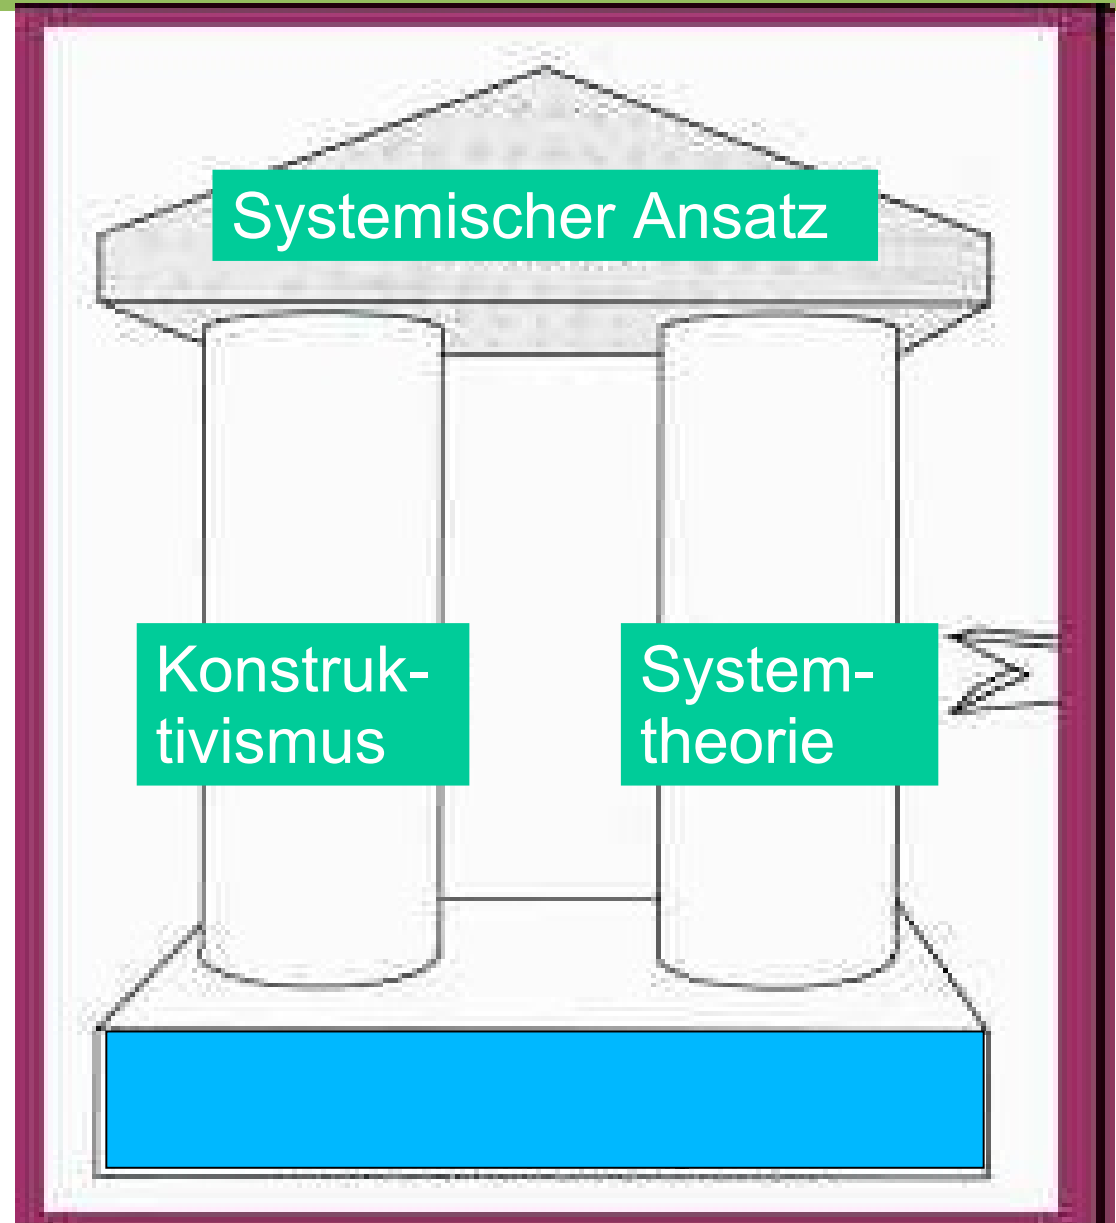 Systemischer Ansatz
Konstruk-
tivismus
System-
theorie